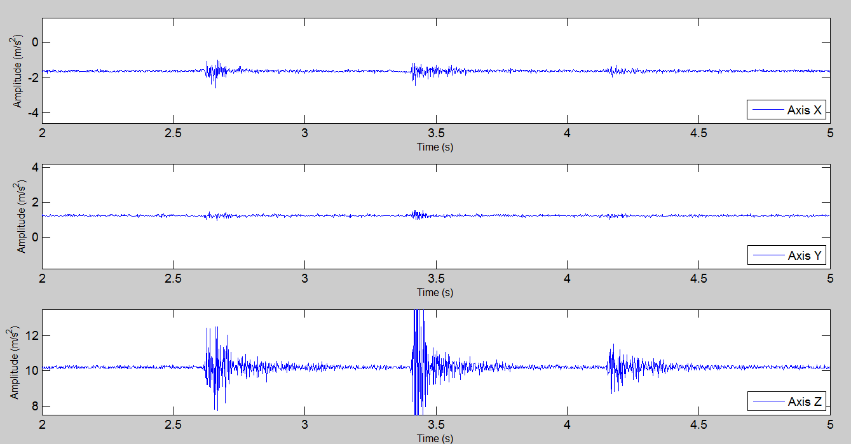 Amplitude (m/s²)
0
-2
-4
2 2.5 3 3.5 4 4.5 5
Time (s)
Axis X
Amplitude (m/s²)
4
2
0
2 2.5 3 3.5 4 4.5 5
Time (s)
Axis Y
Amplitude (m/s²)
12
10
8
2 2.5 3 3.5 4 4.5 5
Time (s)
Axis Z